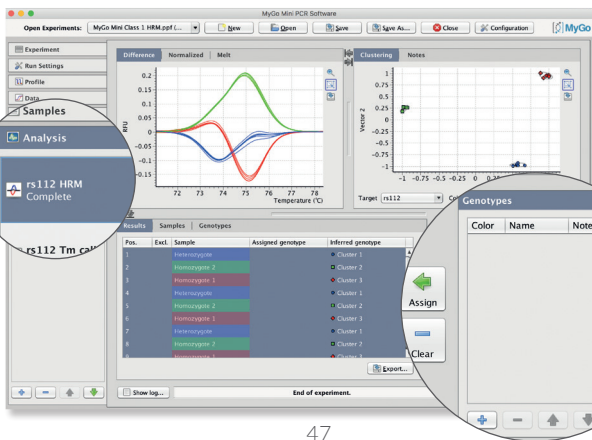 MyGo Mini PCR Software
Open Experiments: MyGo Mini Class 1 HRM.ppf (... New Open Save Save As... Close Configuration MyGo
Experiment
Run Settings
Profile
Data
Samples
Analysis
rs112 HRM
Complete
rs112 Tm cal
Difference Normalized Melt
RFU
0.2
0.15
0.1
0.05
0
-0.05
-0.1
-0.15
72 73 74 75 76 77 78
Temperature (°C)
Clustering Notes
Vector 2
1
0.75
0.5
0.25
0
-0.25
-0.5
-0.75
-1
-1 -0.75 -0.5 -0.25 0
Target rs112
Results Samples Genotypes
Pos. Excl. Sample Assigned genotype Inferred genotype
1 Heterozygote Cluster 1
2 Homozygote 2 Cluster 2
3 Homozygote 1 Cluster 3
4 Heterozygote Cluster 1
5 Homozygote 2 Cluster 2
6 Homozygote 1 Cluster 3
7 Heterozygote Cluster 1
8 Homozygote 2 Cluster 2
9 Homozygote 1 Cluster 3
Export...
Genotypes
Color Name Note
Assign
Clear
Show log... End of experiment.
47